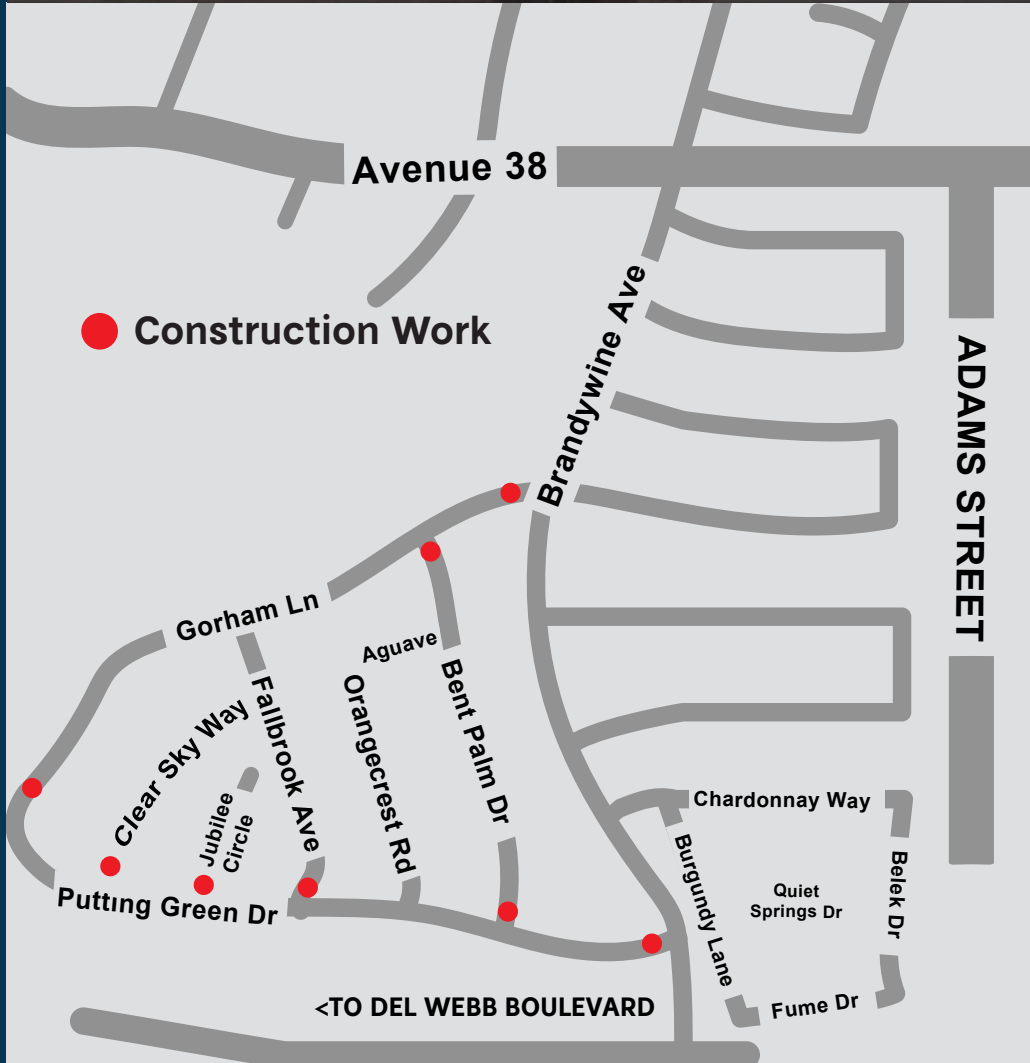 Avenue 38
Construction Work
Brandywine Ave
ADAMS STREET
Gorham Ln
Aguave
Clear Sky Way
Fallbrook Ave
Orangecrest Rd
Bent Palm Dr
Jubilee
Circle
Putting Green Dr
Chardonnay Way
Burgundy Lane
Quiet
Springs Dr
Belek Dr
Fume Dr
<TO DEL WEBB BOULEVARD